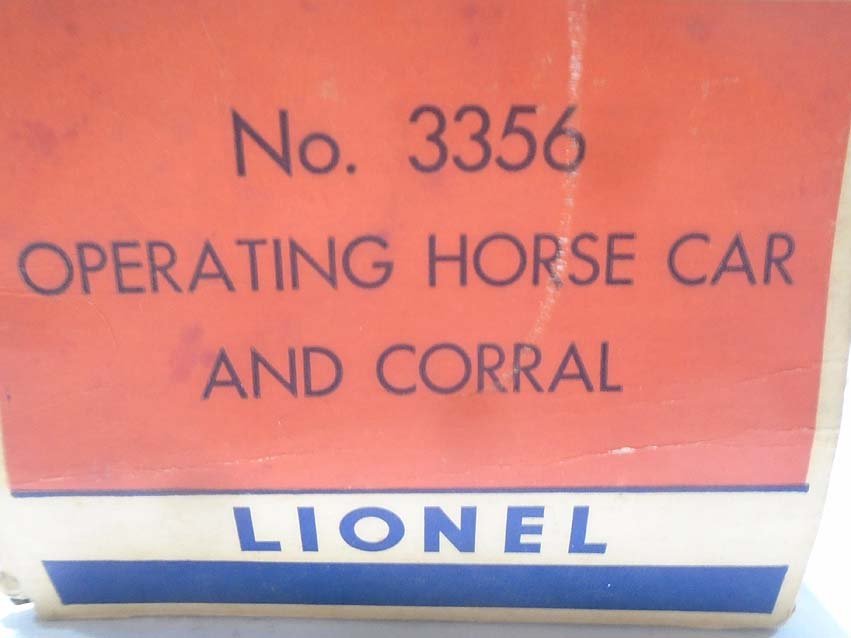 No. 3356
OPERATING HORSE CAR
AND CORRAL
LIONEL